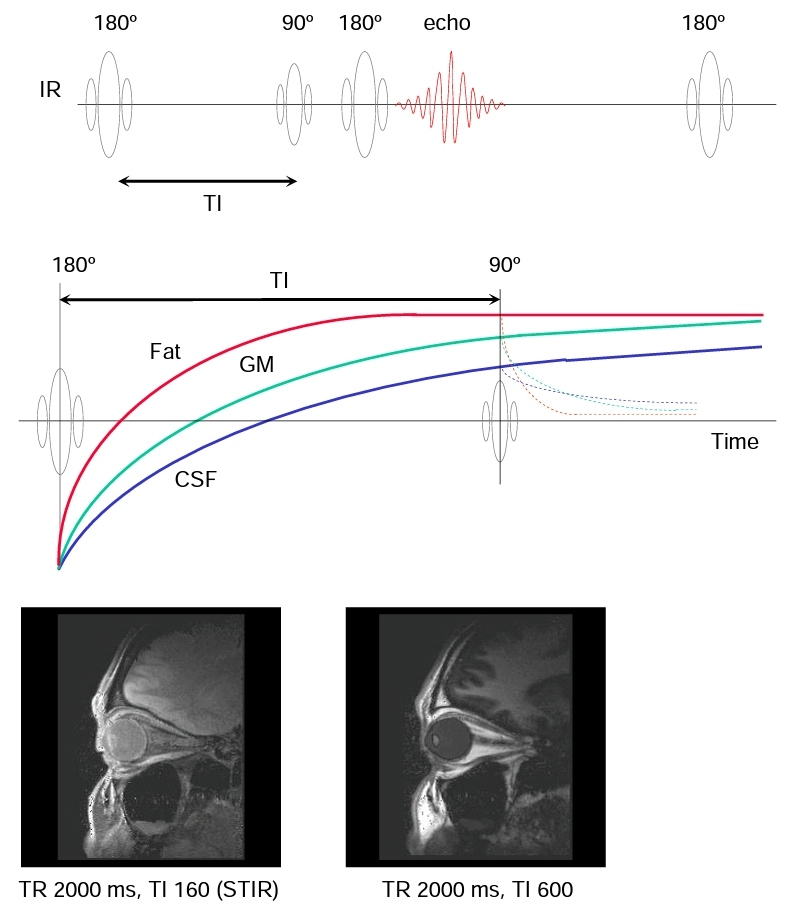 180º 90º 180º echo 180º
IR
TI
180º TI 90º
Fat
GM
CSF
Time
TR 2000 ms, TI 160 (STIR) TR 2000 ms, TI 600